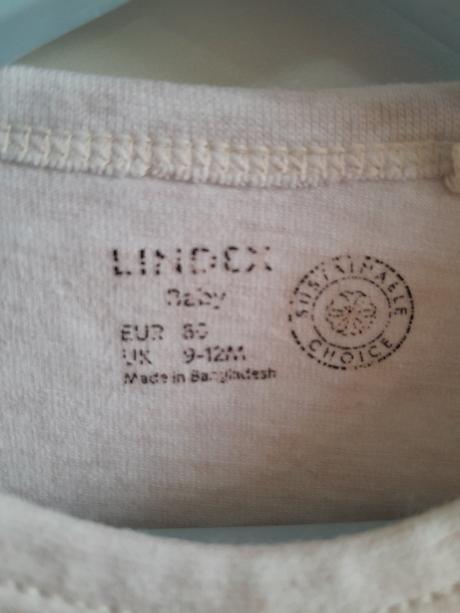 LINDEX
Baby
EUR 80
UK 9-12M
Made in Bangladesh
SUSTAINABLE
CHOICE